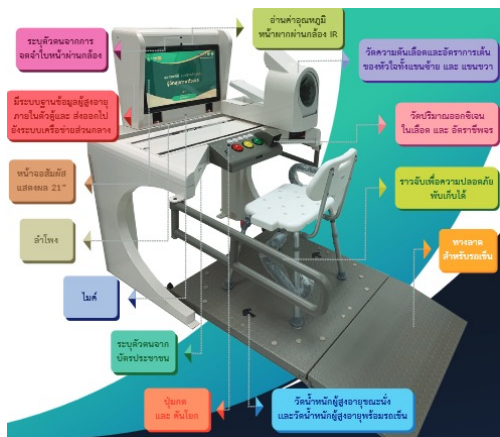 ระบุตัวตนจากการ
จดจำใบหน้าผ่านกล้อง
อ่านค่าอุณหภูมิ
หน้าผากผ่านกล้อง IR
วัดความดันเลือดและอัตราการเต้น
ของหัวใจทั้งแขนซ้าย และ แขนขวา
มีระบบฐานข้อมูลผู้สูงอายุ
ภายในตัวตู้และ ส่งออกไป
ยังระบบเครือข่ายส่วนกลาง
วัดปริมาณออกซิเจน
ในเลือด และ อัตราชีพจร
หน้าจอสัมผัส
แสดงผล 21"
ราวจับเพื่อความปลอดภัย
พับเก็บได้
ลำโพง
ทางลาด
สำหรับรถเข็น
ไมค์
ระบุตัวตนจาก
บัตรประชาชน
ปุ่มกด
และ คันโยก
วัดน้ำหนักผู้สูงอายุขณะนั่ง
และวัดน้ำหนักผู้สูงอายุพร้อมรถเข็น